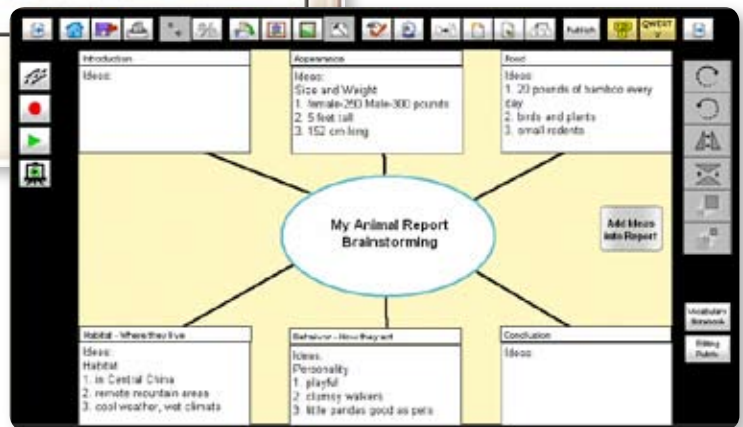 Publish
QWERT
Y
Introduction
Ideas:
Appearance
Ideas:
Size and Weight
1. female-250 Male-300 pounds
2. 5 feet tall
3. 152 cm long
Food
Ideas:
1. 20 pounds of bamboo every
day
2. birds and plants
3. small rodents
My Animal Report
Brainstorming
Add Ideas
into Report
Habitat - Where they live
Ideas:
Habitat
1. in Central China
2. remote mountain areas
3. cool weather, wet climate
Behavior - How they act
Ideas:
Personality
1. playful
2. clumsy walkers
3. little pandas good as pets
Conclusion
Ideas:
Vocabulary
Editing